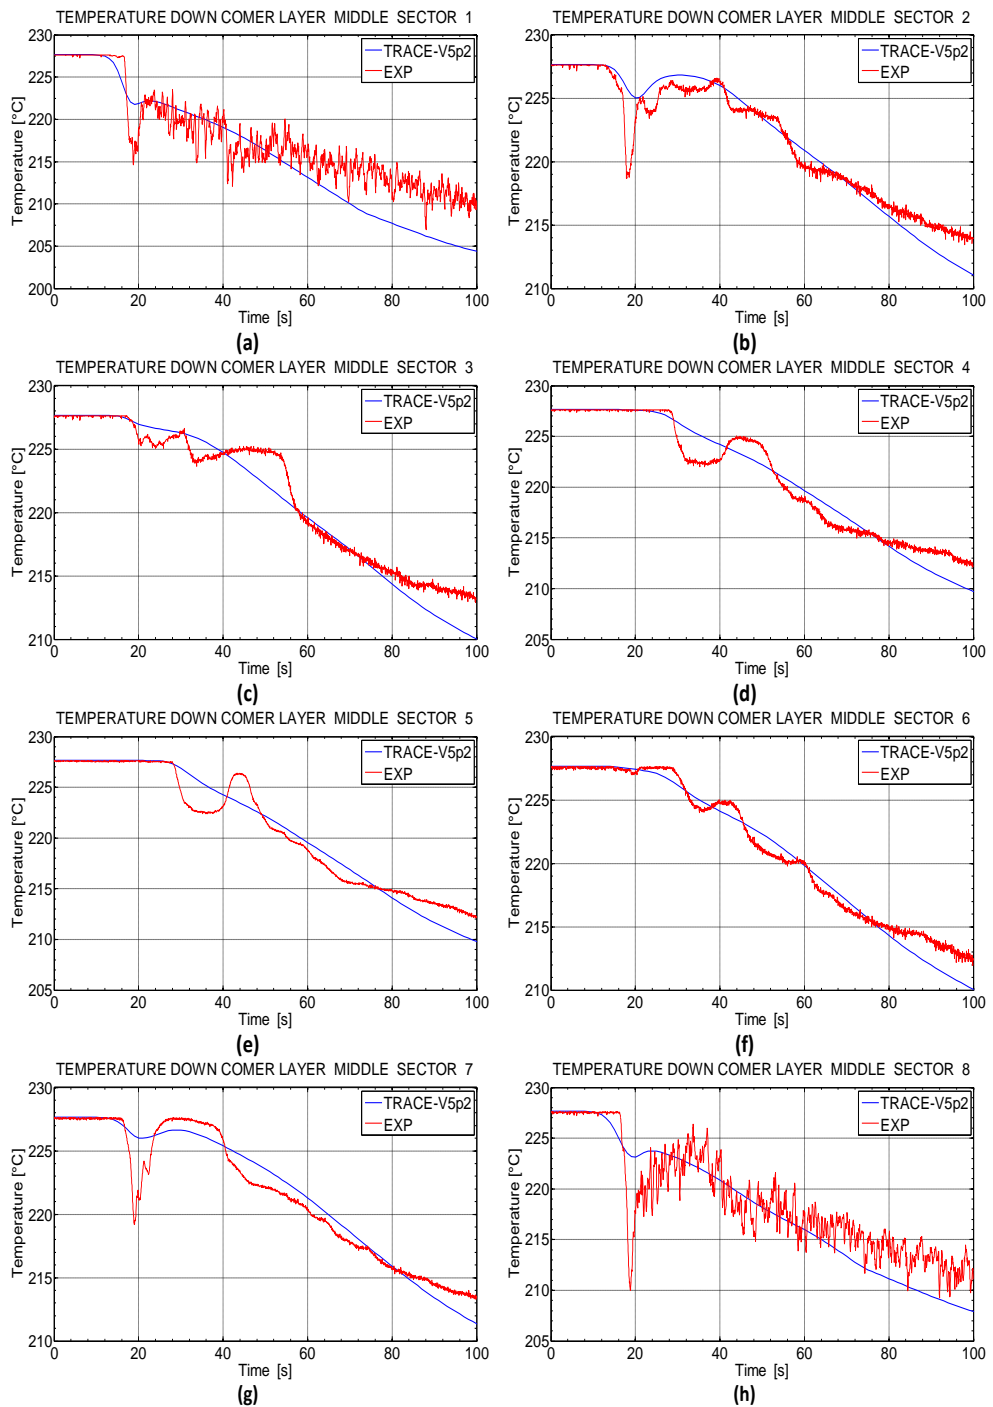 TEMPERATURE DOWN COMER LAYER MIDDLE SECTOR 1
230
225
220
215
210
205
200
Temperature [°C]
TRACE-V5p2
EXP
0 20 40 60 80 100
Time [s]
(a)
TEMPERATURE DOWN COMER LAYER MIDDLE SECTOR 2
230
225
220
215
210
Temperature [°C]
TRACE-V5p2
EXP
0 20 40 60 80 100
Time [s]
(b)
TEMPERATURE DOWN COMER LAYER MIDDLE SECTOR 3
230
225
220
215
210
Temperature [°C]
TRACE-V5p2
EXP
0 20 40 60 80 100
Time [s]
(c)
TEMPERATURE DOWN COMER LAYER MIDDLE SECTOR 4
230
225
220
215
210
205
Temperature [°C]
TRACE-V5p2
EXP
0 20 40 60 80 100
Time [s]
(d)
TEMPERATURE DOWN COMER LAYER MIDDLE SECTOR 5
230
225
220
215
210
205
Temperature [°C]
TRACE-V5p2
EXP
0 20 40 60 80 100
Time [s]
(e)
TEMPERATURE DOWN COMER LAYER MIDDLE SECTOR 6
230
225
220
215
210
Temperature [°C]
TRACE-V5p2
EXP
0 20 40 60 80 100
Time [s]
(f)
TEMPERATURE DOWN COMER LAYER MIDDLE SECTOR 7
230
225
220
215
210
Temperature [°C]
TRACE-V5p2
EXP
0 20 40 60 80 100
Time [s]
(g)
TEMPERATURE DOWN COMER LAYER MIDDLE SECTOR 8
230
225
220
215
210
205
Temperature [°C]
TRACE-V5p2
EXP
0 20 40 60 80 100
Time [s]
(h)